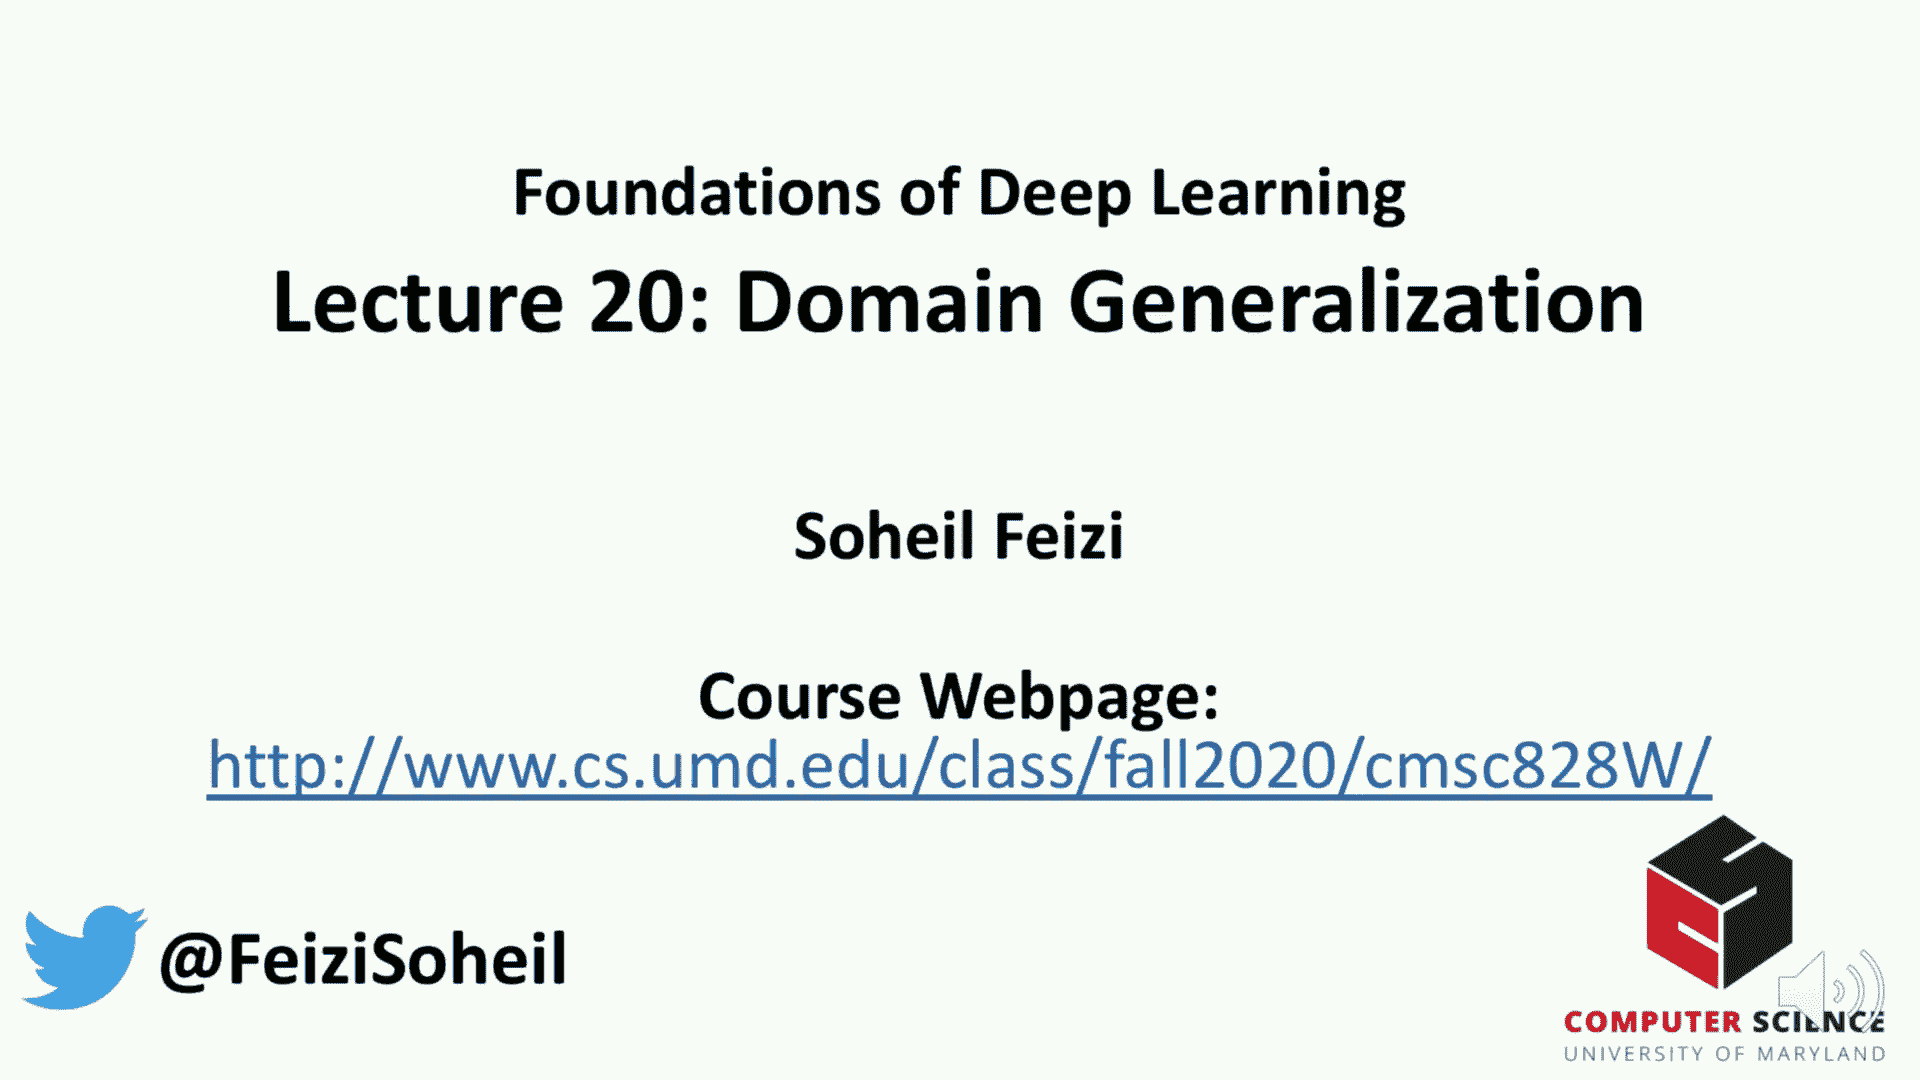 Foundations of Deep Learning
Lecture 20: Domain Generalization
Soheil Feizi
Course Webpage:
http://www.cs.umd.edu/class/fall2020/cmsc828W/
@FeiziSoheil
COMPUTER SCIENCE
UNIVERSITY OF MARYLAND